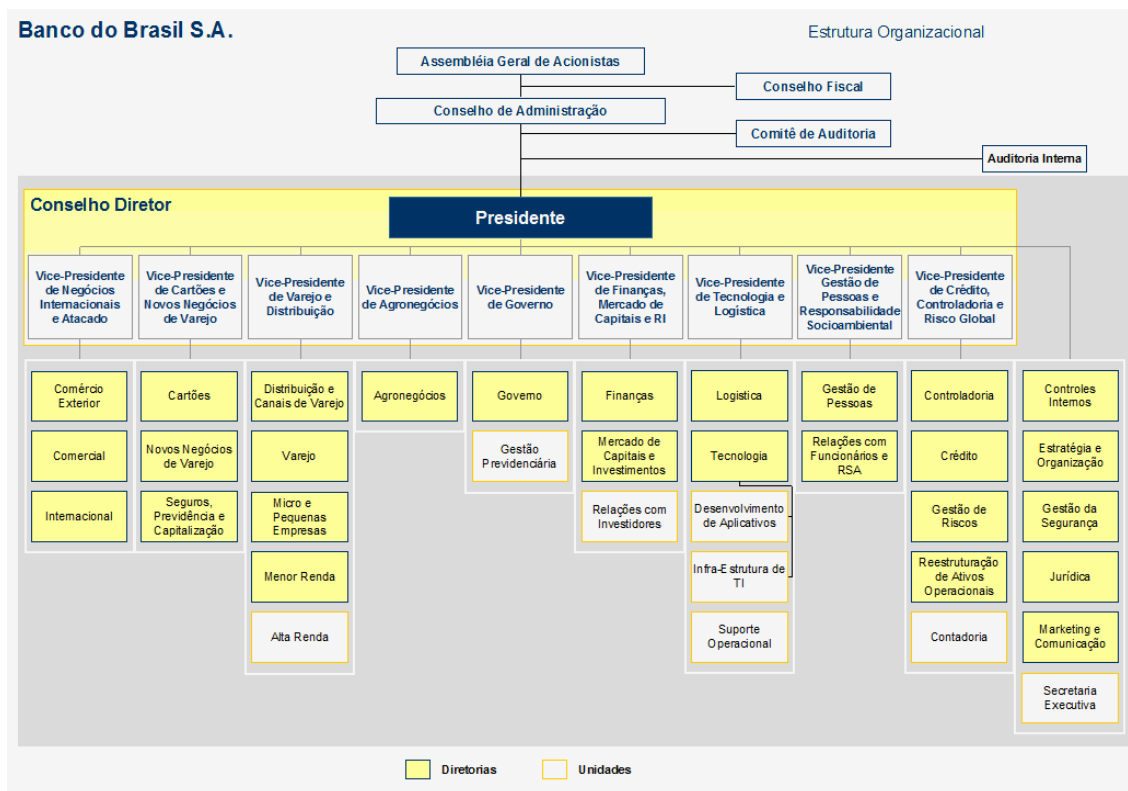 Banco do Brasil S.A.
Estrutura Organizacional
Assembléia Geral de Acionistas
Conselho Fiscal
Conselho de Administração
Comitê de Auditoria
Auditoria Interna
Conselho Diretor
Presidente
Vice-Presidente
de Negócios
Internacionais
e Atacado
Vice-Presidente
de Cartões e
Novos Negócios
de Varejo
Vice-Presidente
de Varejo e
Distribuição
Vice-Presidente
de Agronegócios
Vice-Presidente
de Governo
Vice-Presidente
de Finanças,
Mercado de
Capitais e RI
Vice-Presidente
de Tecnologia e
Logística
Vice-Presidente
Gestão de
Pessoas e
Responsabilidade
Socioambiental
Vice-Presidente
de Crédito,
Controladoria e
Risco Global
Comércio
Exterior
Comercial
Internacional
Cartões
Novos Negócios
de Varejo
Seguros,
Previdência e
Capitalização
Distribuição e
Canais de Varejo
Varejo
Micro e
Pequenas
Empresas
Menor Renda
Alta Renda
Agronegócios
Governo
Gestão
Previdenciária
Finanças
Mercado de
Capitais e
Investimentos
Relações com
Investidores
Logistica
Tecnologia
Desenvolvimento
de Aplicativos
Infra-Estrutura de
TI
Suporte
Operacional
Gestão de
Pessoas
Relações com
Funcionários e
RSA
Controladoria
Crédito
Gestão de
Riscos
Reestruturação
de Ativos
Operacionais
Contadoria
Controles
Internos
Estratégia e
Organização
Gestão da
Segurança
Jurídica
Marketing e
Comunicação
Secretaria
Executiva
Diretorias
Unidades